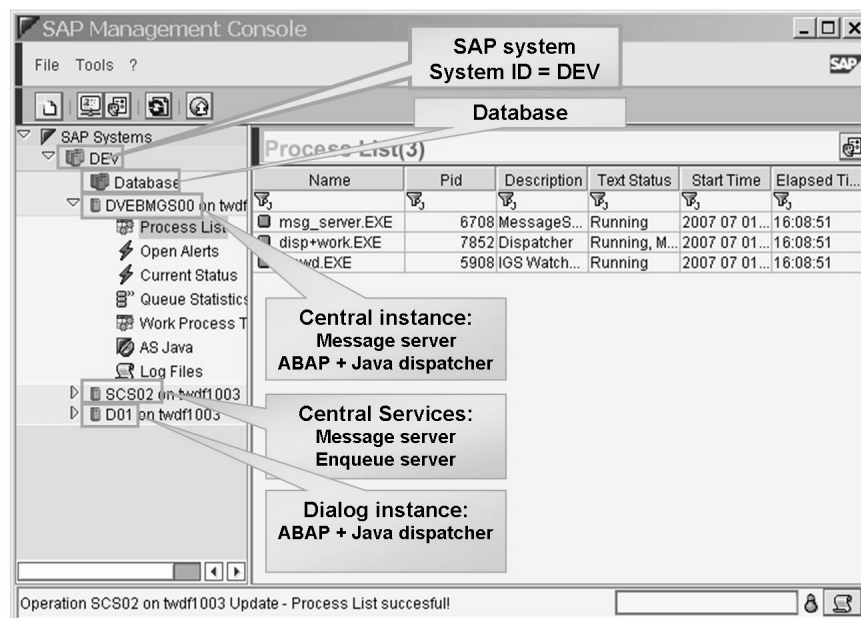 SAP Management Console
File Tools ?
SAP
SAP system
System ID = DEV
Database
SAP Systems
DEV
Database
DVEBMGS00 on twdf
Process List
Open Alerts
Current Status
Queue Statistics
Work Process T
AS Java
Log Files
SCS02 on twdf1003
D01 on twdf1003
Process List(3)
Name Pid Description Text Status Start Time Elapsed Ti...
msg_server.EXE 6708 MessageS... Running 2007 07 01... 16:08:51
disp+work.EXE 7852 Dispatcher Running, M... 2007 07 01... 16:08:51
5908 IGS Watch... Running 2007 07 01... 16:08:51
Central instance:
Message server
ABAP + Java dispatcher
Central Services:
Message server
Enqueue server
Dialog instance:
ABAP + Java dispatcher
Operation SCS02 on twdf1003 Update - Process List succesful!